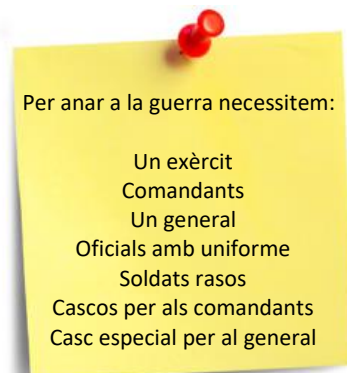 Per anar a la guerra necessitem:
Un exèrcit
Comandants
Un general
Oficials amb uniforme
Soldats rasos
Cascos per als comandants
Casc especial per al general